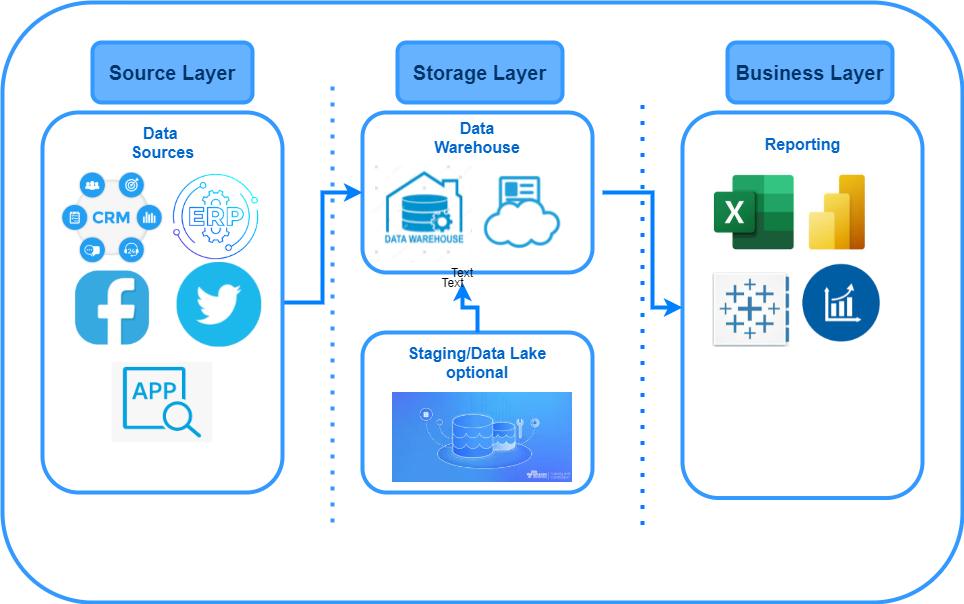 Source Layer
Storage Layer
Business Layer
Data
Sources
CRM
24
ERP
APP
Data
Warehouse
DATA WAREHOUSE
Text
Text
Staging/Data Lake
optional
Reporting
X